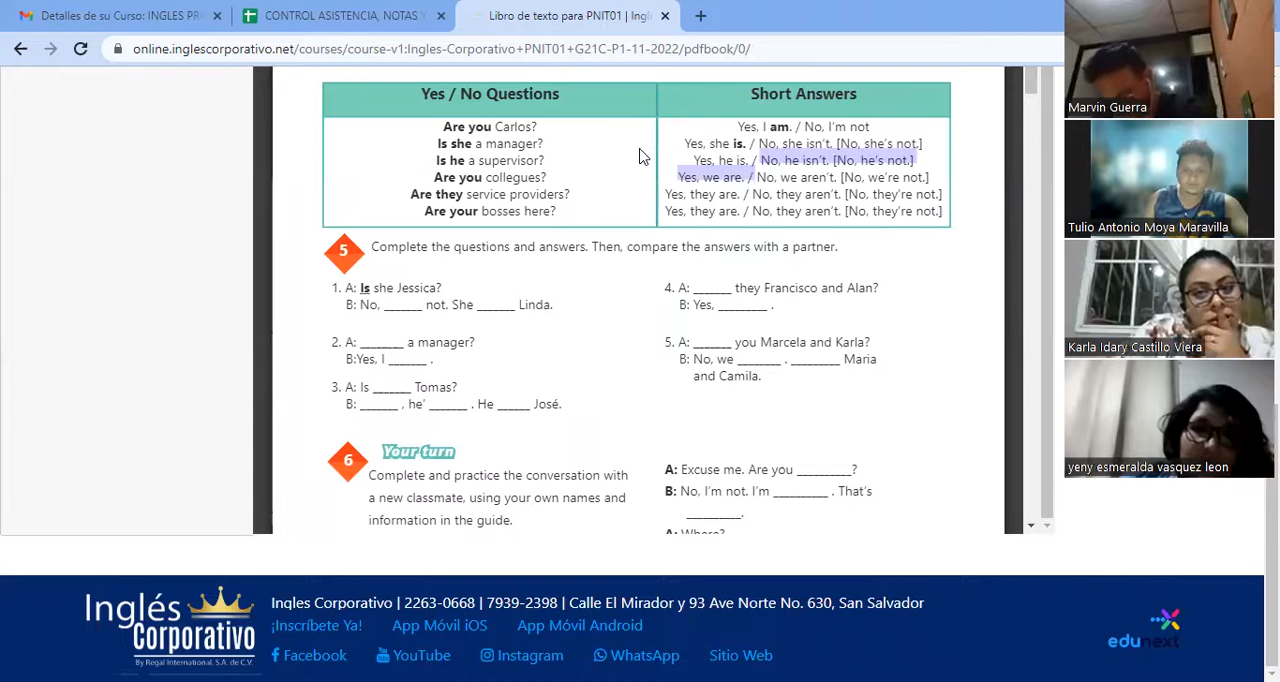 Detalles de su Curso: INGLES PRI
CONTROL ASISTENCIA, NOTAS Y
Libro de texto para PNIT01 | Ingl
online.inglescorporativo.net/courses/course-v1:Ingles-Corporativo+PNIT01+G21C-P1-11-2022/pdfbook/0/
Yes / No Questions
Short Answers
Are you Carlos?
Yes, I am. / No, I'm not
Is she a manager?
Yes, she is. / No, she isn't. [No, she's not.]
Is he a supervisor?
Yes, he is. / No, he isn't. [No, he's not.]
Are you collegues?
Yes, we are. / No, we aren't. [No, we're not.]
Are they service providers?
Yes, they are. / No, they aren't. [No, they're not.]
Are your bosses here?
Yes, they are. / No, they aren't. [No, they're not.]
5 Complete the questions and answers. Then, compare the answers with a partner.
1. A: Is she Jessica?
B: No, _______ not. She _______ Linda.
2. A: ________ a manager?
B:Yes, I _______ .
3. A: Is _______ Tomas?
B: _______ , he' _______ . He ______ José.
4. A: _______ they Francisco and Alan?
B: Yes, _________ .
5. A: _______ you Marcela and Karla?
B: No, we ________ . _________ Maria
and Camila.
6 Your turn
Complete and practice the conversation with
a new classmate, using your own names and
information in the guide.
A: Excuse me. Are you __________?
B: No, I'm not. I'm __________ . That's
__________.
A: Where?
Marvin Guerra
Tulio Antonio Moya Maravilla
Karla Idary Castillo Viera
yeny esmeralda vasquez leon
Inglés
Corporativo
By Regal International, S.A. de C.V.
Ingles Corporativo | 2263-0668 | 7939-2398 | Calle El Mirador y 93 Ave Norte No. 630, San Salvador
¡Inscríbete Ya! App Móvil iOS App Móvil Android
Facebook YouTube Instagram WhatsApp Sitio Web
edunext